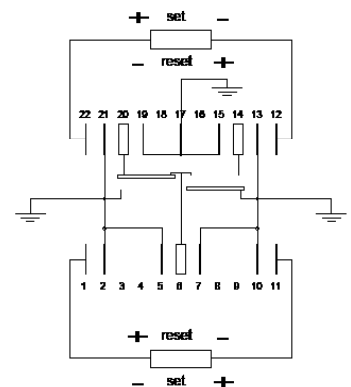 + set -
- reset +
22 21 20 19 18 17 16 15 14 13 12
1 2 3 4 5 6 7 8 9 10 11
+ reset -
- set +